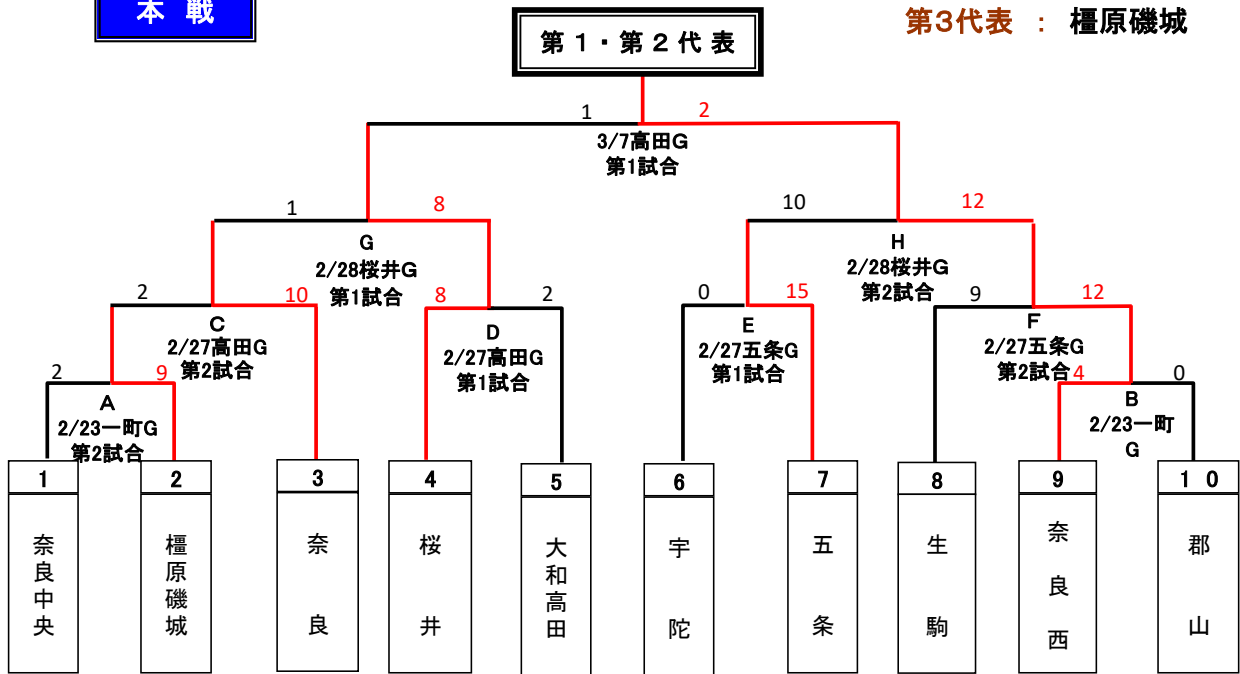 本 戦
第3代表 : 橿原磯城
第1・第2代表
1
2
3/7高田G
第1試合
1
8
10
12
G
2/28桜井G
第1試合
H
2/28桜井G
第2試合
2
10
8
2
0
15
9
12
C
2/27高田G
第2試合
D
2/27高田G
第1試合
E
2/27五条G
第1試合
F
2/27五条G
第2試合
2
9
4
0
A
2/23一町G
第2試合
B
2/23一町
G
1
2
3
4
5
6
7
8
9
10
奈良中央
橿原磯城
奈良
桜井
大和高田
宇陀
五条
生駒
奈良西
郡山